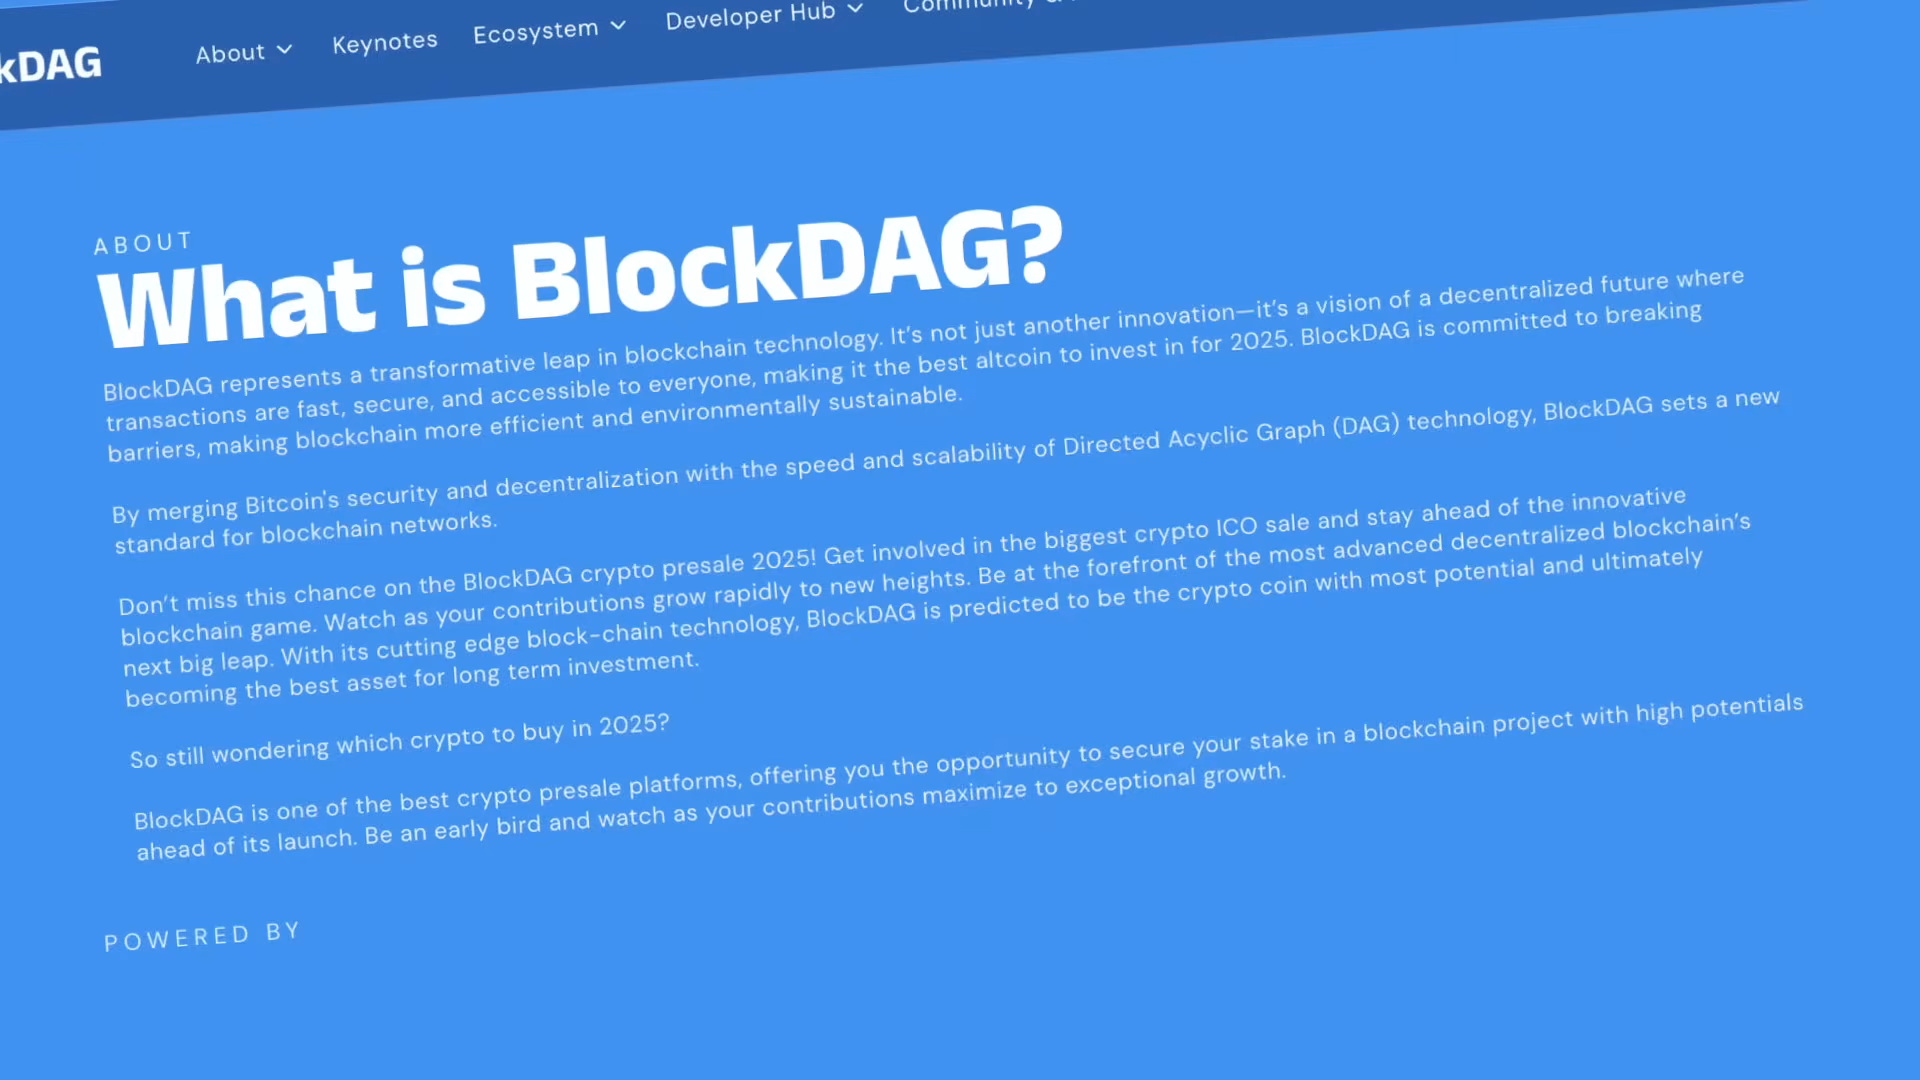 kDAG
About
Keynotes
Ecosystem
Developer Hub
Community
ABOUT
What is BlockDAG?
BlockDAG represents a transformative leap in blockchain technology. It’s not just another innovation—it’s a vision of a decentralized future where
transactions are fast, secure, and accessible to everyone, making it the best altcoin to invest in for 2025. BlockDAG is committed to breaking
barriers, making blockchain more efficient and environmentally sustainable.
By merging Bitcoin's security and decentralization with the speed and scalability of Directed Acyclic Graph (DAG) technology, BlockDAG sets a new
standard for blockchain networks.
Don’t miss this chance on the BlockDAG crypto presale 2025! Get involved in the biggest crypto ICO sale and stay ahead of the innovative
blockchain game. Watch as your contributions grow rapidly to new heights. Be at the forefront of the most advanced decentralized blockchain’s
next big leap. With its cutting edge block-chain technology, BlockDAG is predicted to be the crypto coin with most potential and ultimately
becoming the best asset for long term investment.
So still wondering which crypto to buy in 2025?
BlockDAG is one of the best crypto presale platforms, offering you the opportunity to secure your stake in a blockchain project with high potentials
ahead of its launch. Be an early bird and watch as your contributions maximize to exceptional growth.
POWERED BY